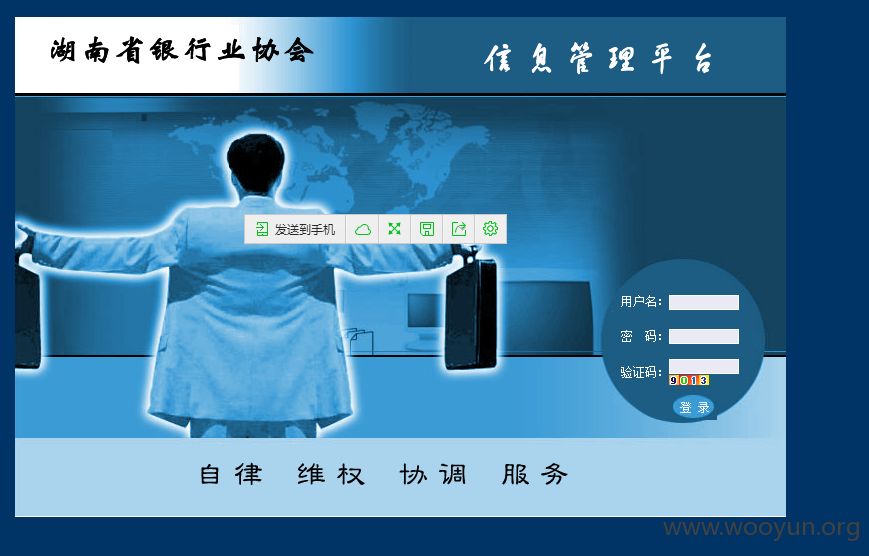 湖南省银行业协会
信息管理平台
发送到手机
用户名：
密 码：
验证码：
9013
登 录
自律 维权 协调 服务
www.wooyun.org